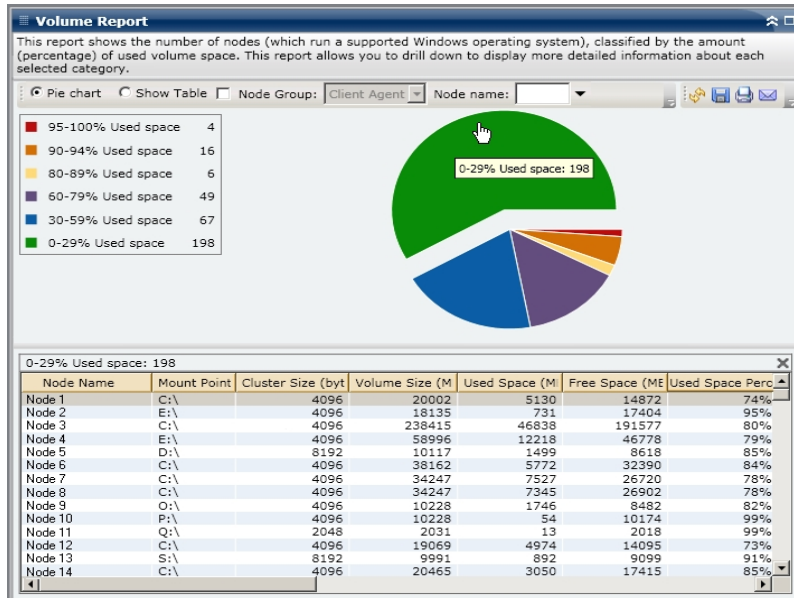 Volume Report
This report shows the number of nodes (which run a supported Windows operating system), classified by the amount
(percentage) of used volume space. This report allows you to drill down to display more detailed information about each
selected category.
Pie chart Show Table Node Group: Client Agent Node name:
95-100% Used space 4
90-94% Used space 16
80-89% Used space 6
60-79% Used space 49
30-59% Used space 67
0-29% Used space 198
0-29% Used space: 198
0-29% Used space: 198
Node Name Mount Point Cluster Size (byt Volume Size (M Used Space (M Free Space (ME Used Space Perc
Node 1 C:\ 4096 20002 5130 14872 74%
Node 2 E:\ 4096 18135 731 17404 95%
Node 3 C:\ 4096 238415 46838 191577 80%
Node 4 E:\ 4096 58996 12218 46778 79%
Node 5 D:\ 8192 10117 1499 8618 85%
Node 6 C:\ 4096 38162 5772 32390 84%
Node 7 C:\ 4096 34247 7527 26720 78%
Node 8 C:\ 4096 34247 7345 26902 78%
Node 9 O:\ 4096 10228 1746 8482 82%
Node 10 P:\ 4096 10228 54 10174 99%
Node 11 Q:\ 2048 2031 13 2018 99%
Node 12 C:\ 4096 19069 4974 14095 73%
Node 13 S:\ 8192 9991 892 9099 91%
Node 14 C:\ 4096 20465 3050 17415 85%